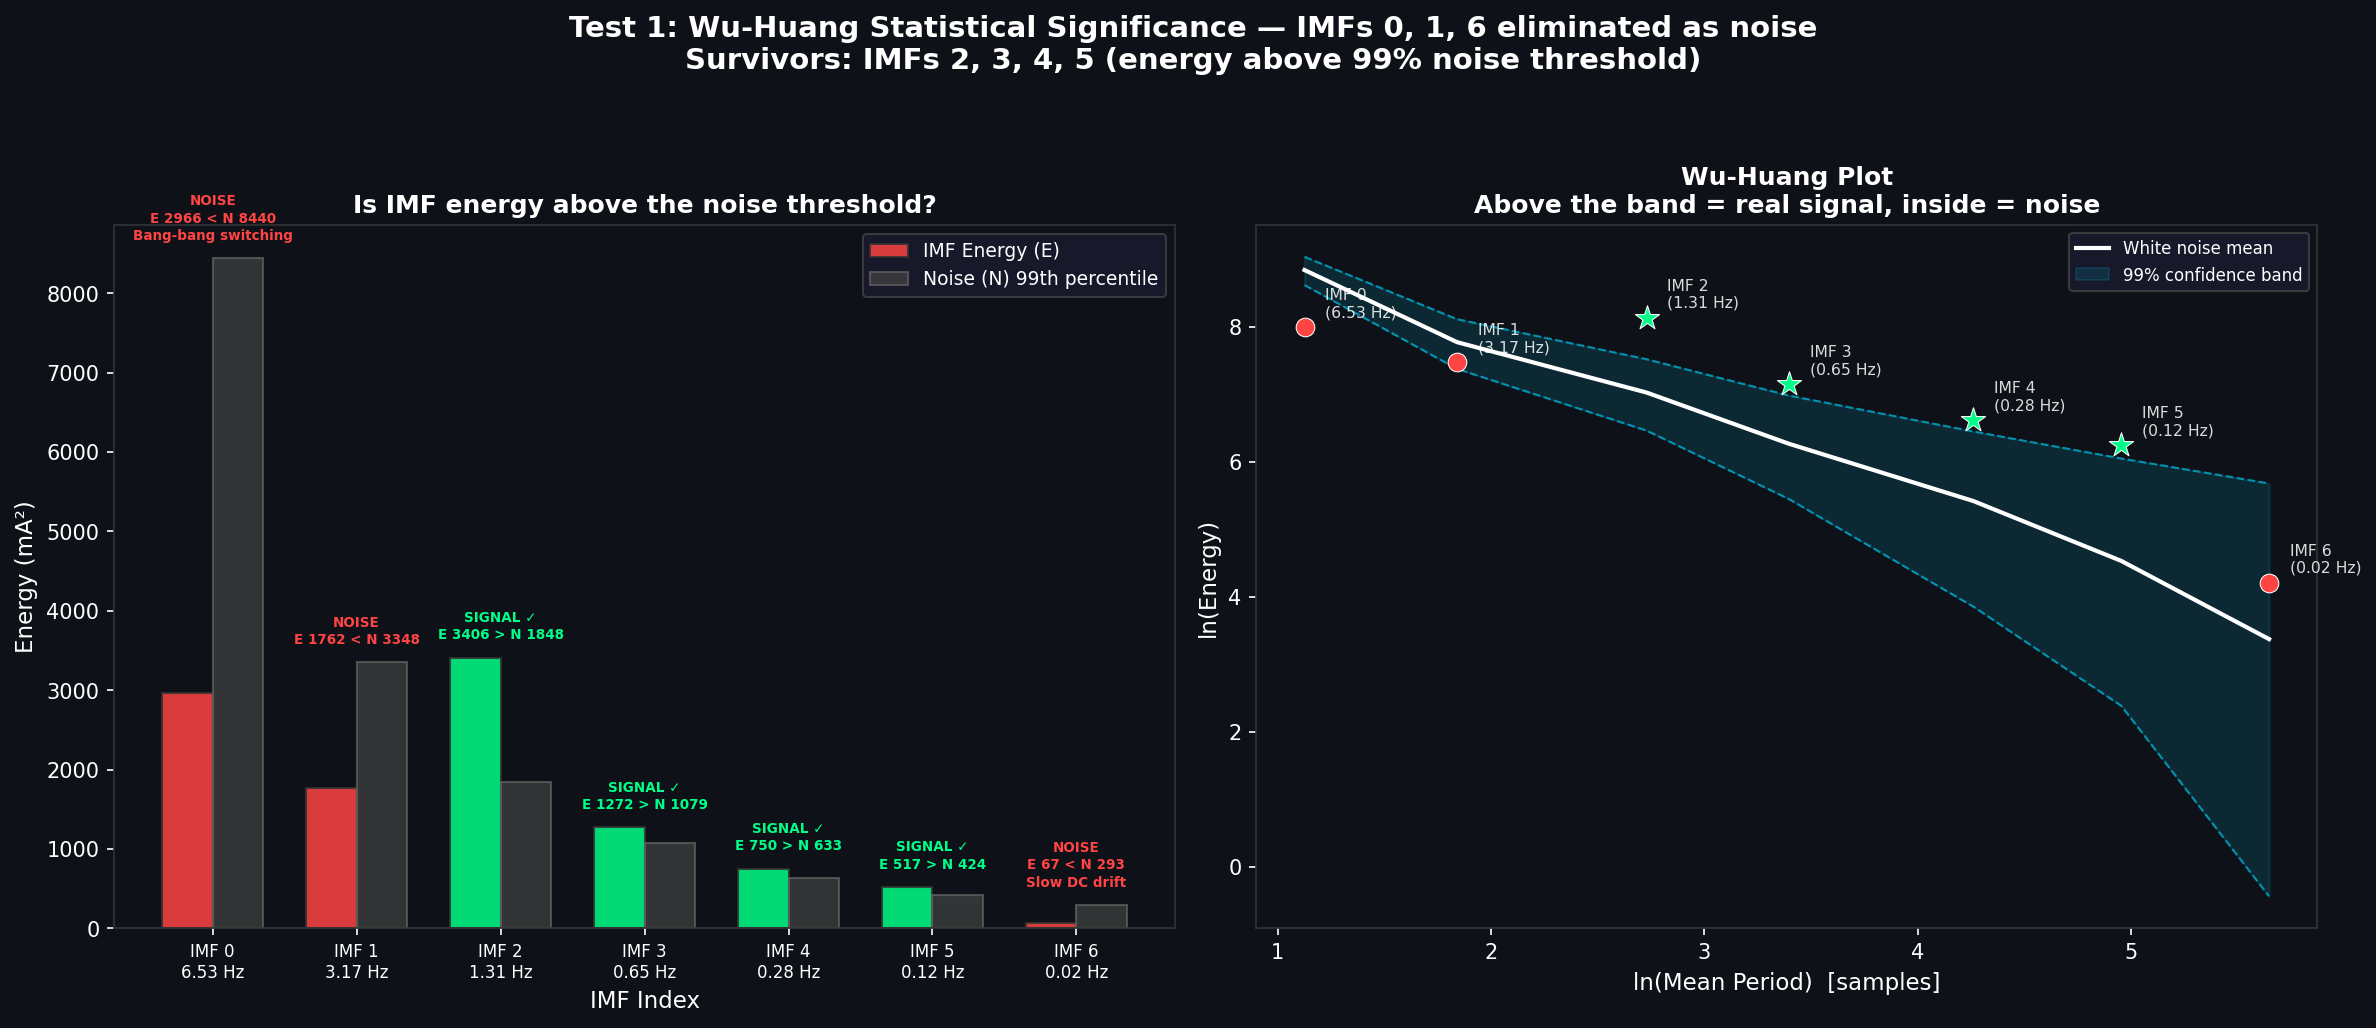 Test 1: Wu-Huang Statistical Significance — IMFs 0, 1, 6 eliminated as noise
Survivors: IMFs 2, 3, 4, 5 (energy above 99% noise threshold)
Is IMF energy above the noise threshold?
NOISE
E 2966 < N 8440
Bang-bang switching
IMF Energy (E)
Noise (N) 99th percentile
NOISE
E 1762 < N 3348
SIGNAL ✓
E 3406 > N 1848
SIGNAL ✓
E 1272 > N 1079
SIGNAL ✓
E 750 > N 633
SIGNAL ✓
E 517 > N 424
NOISE
E 67 < N 293
Slow DC drift
Energy (mA²)
8000
7000
6000
5000
4000
3000
2000
1000
0
IMF 0
6.53 Hz
IMF 1
3.17 Hz
IMF 2
1.31 Hz
IMF 3
0.65 Hz
IMF 4
0.28 Hz
IMF 5
0.12 Hz
IMF 6
0.02 Hz
IMF Index
Wu-Huang Plot
Above the band = real signal, inside = noise
White noise mean
99% confidence band
IMF 0
(6.53 Hz)
IMF 1
(3.17 Hz)
IMF 2
(1.31 Hz)
IMF 3
(0.65 Hz)
IMF 4
(0.28 Hz)
IMF 5
(0.12 Hz)
IMF 6
(0.02 Hz)
ln(Energy)
8
6
4
2
0
1
2
3
4
5
ln(Mean Period)  [samples]